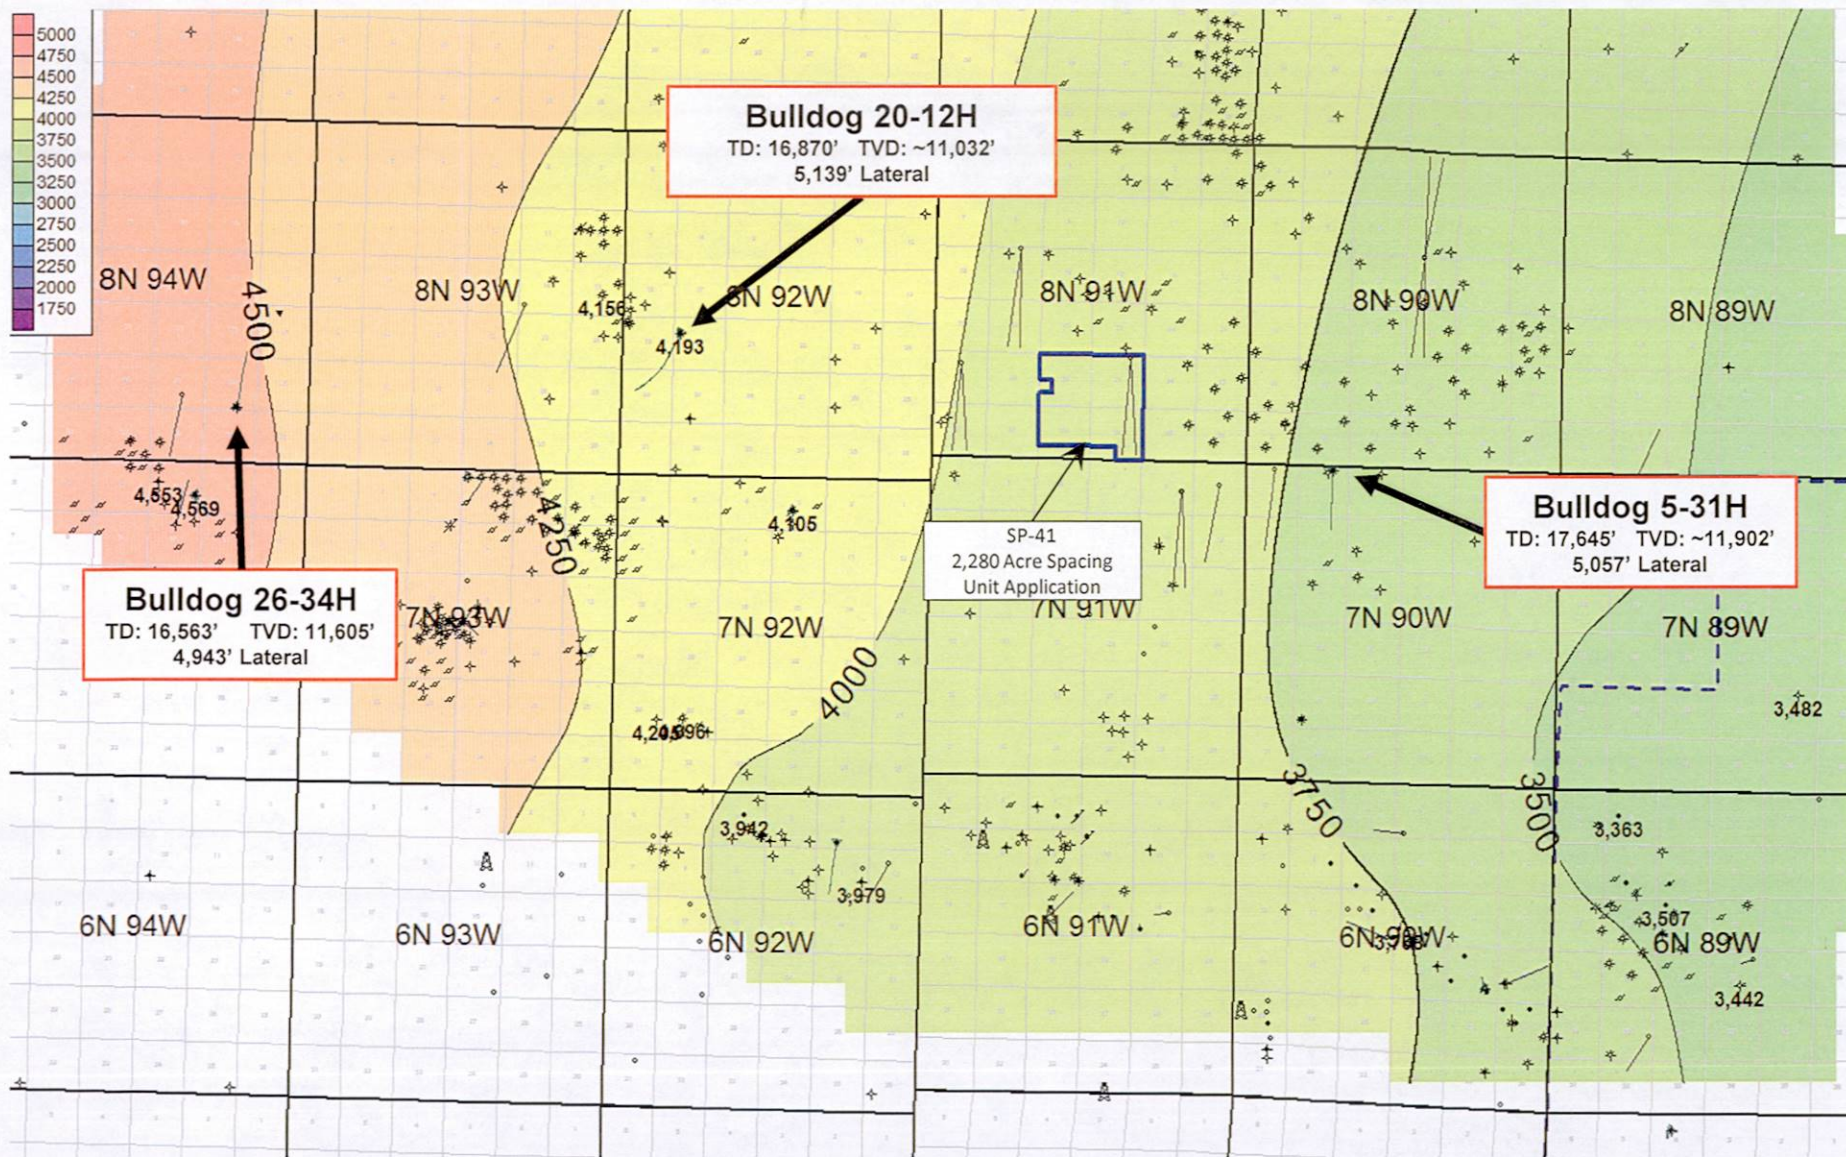 5000
4750
4500
4250
4000
3750
3500
3250
3000
2750
2500
2250
2000
1750
Bulldog 20-12H
TD: 16,870’ TVD: ~11,032’
5,139’ Lateral
8N 94W
8N 93W
8N 92W
8N 91W
8N 90W
8N 89W
4500
4,156
4,193
4,553
4,569
4250
4,105
SP-41
2,280 Acre Spacing
Unit Application
Bulldog 5-31H
TD: 17,645’ TVD: ~11,902’
5,057’ Lateral
Bulldog 26-34H
TD: 16,563’ TVD: 11,605’
4,943’ Lateral
7N 93W
7N 92W
7N 91W
7N 90W
7N 89W
4000
3,482
3750
3500
3,942
3,363
3,979
3,507
6N 94W
6N 93W
6N 92W
6N 91W
6N 90W
6N 89W
3,442